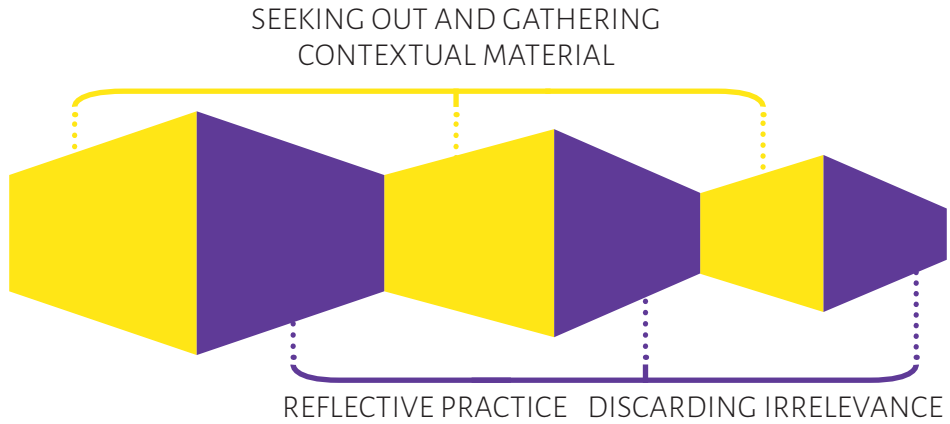 SEEKING OUT AND GATHERING
CONTEXTUAL MATERIAL
REFLECTIVE PRACTICE DISCARDING IRRELEVANCE